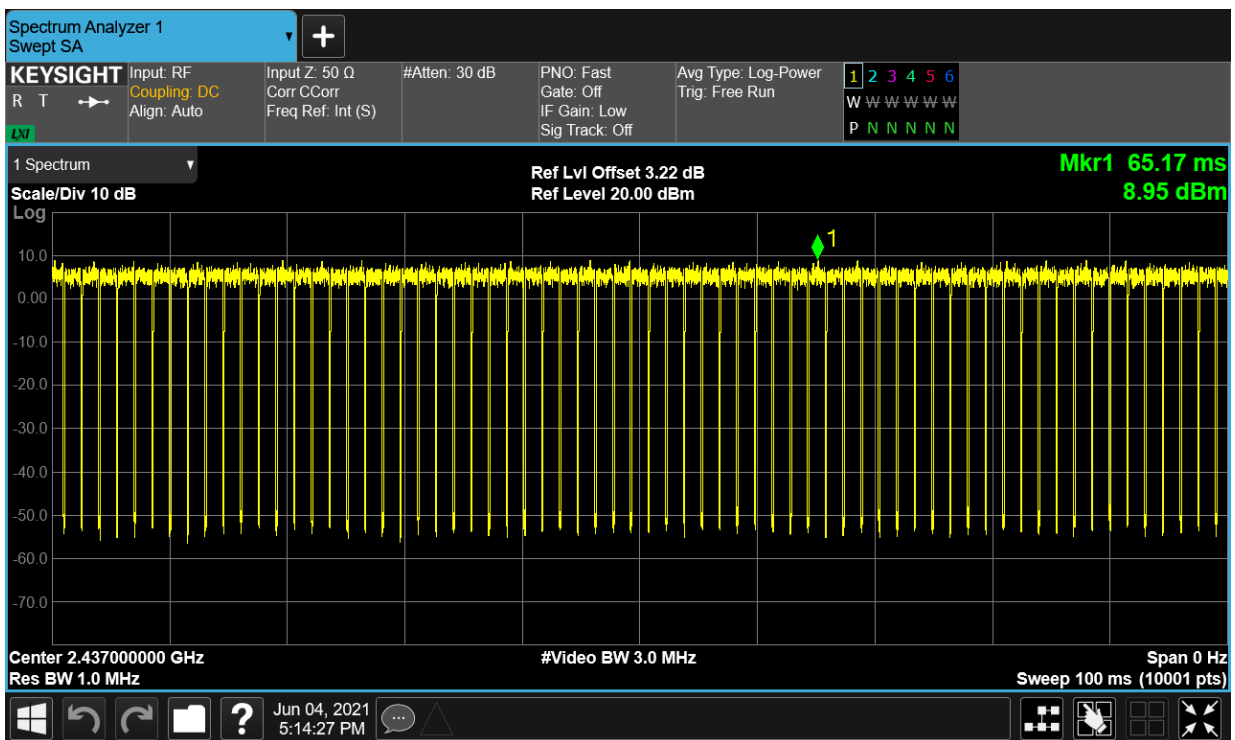 Spectrum Analyzer 1
Swept SA
KEYSIGHT
R T
LXI
Input: RF
Coupling: DC
Align: Auto
Input Z: 50 Ω
Corr CCorr
Freq Ref: Int (S)
#Atten: 30 dB
PNO: Fast
Gate: Off
IF Gain: Low
Sig Track: Off
Avg Type: Log-Power
Trig: Free Run
1 2 3 4 5 6
W W W W W W
P N N N N N
1 Spectrum
Scale/Div 10 dB
Log
Ref Lvl Offset 3.22 dB
Ref Level 20.00 dBm
Mkr1 65.17 ms
8.95 dBm
1
10.0
0.00
-10.0
-20.0
-30.0
-40.0
-50.0
-60.0
-70.0
Center 2.437000000 GHz
#Video BW 3.0 MHz
Span 0 Hz
Res BW 1.0 MHz
Sweep 100 ms (10001 pts)
?
Jun 04, 2021
5:14:27 PM